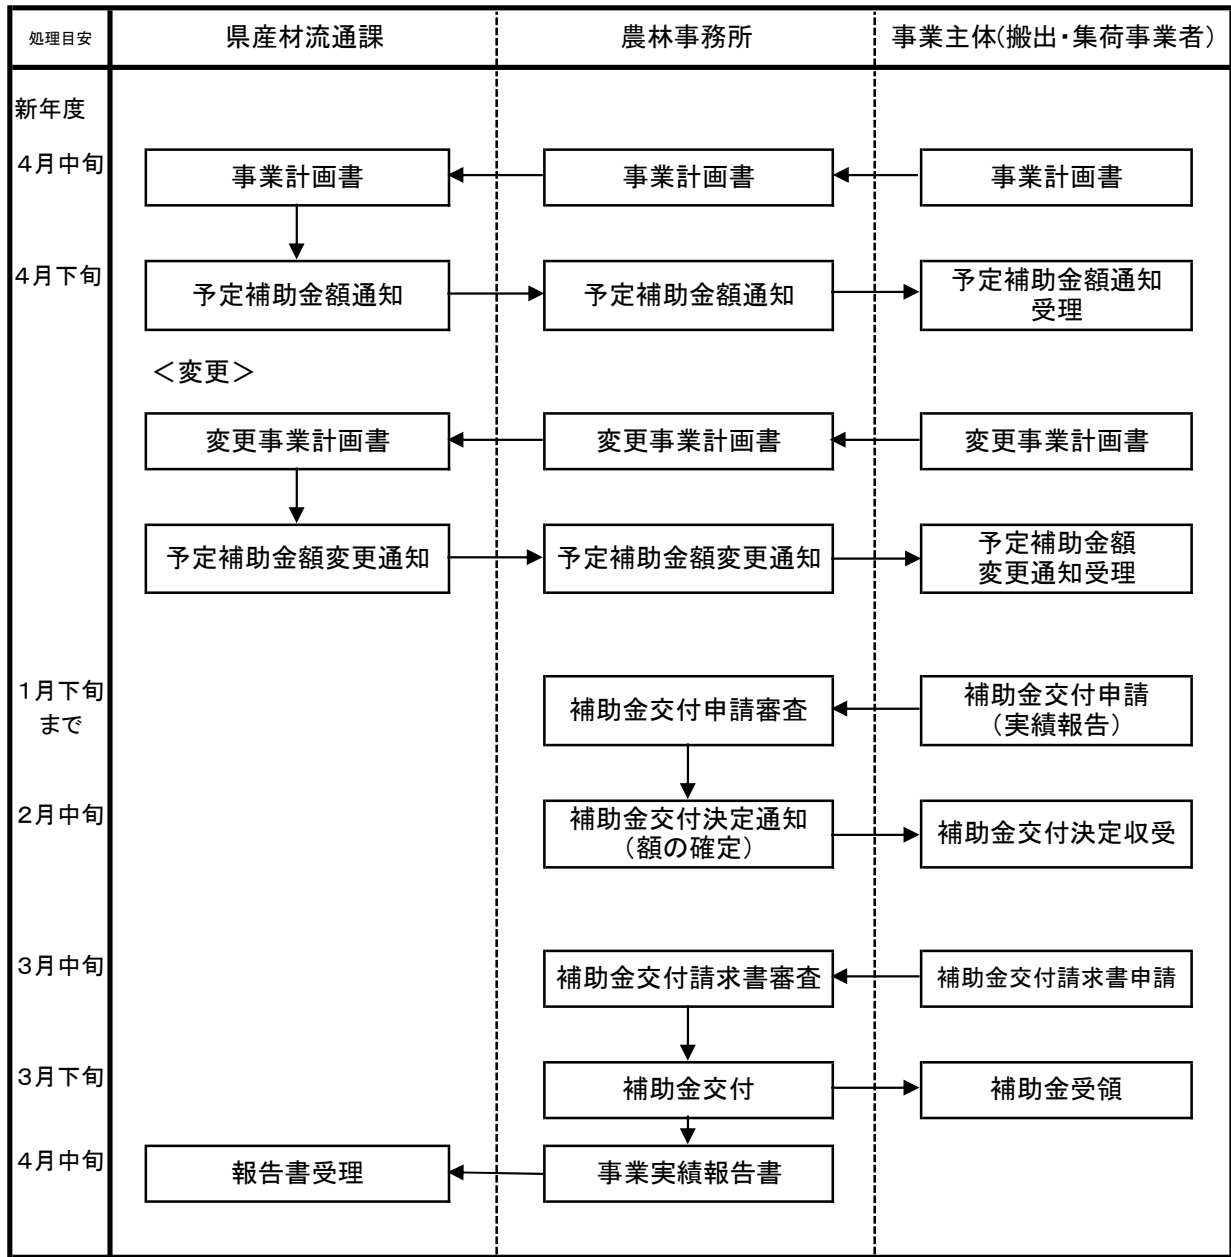 処理目安
県産材流通課
農林事務所
事業主体(搬出・集荷事業者)
新年度
4月中旬
事業計画書
事業計画書
事業計画書
4月下旬
予定補助金額通知
予定補助金額通知
予定補助金額通知
受理
＜変更＞
変更事業計画書
変更事業計画書
変更事業計画書
予定補助金額変更通知
予定補助金額変更通知
予定補助金額
変更通知受理
1月下旬
まで
補助金交付申請審査
補助金交付申請
（実績報告）
2月中旬
補助金交付決定通知
（額の確定）
補助金交付決定収受
3月中旬
補助金交付請求書審査
補助金交付請求書申請
3月下旬
補助金交付
補助金受領
4月中旬
報告書受理
事業実績報告書